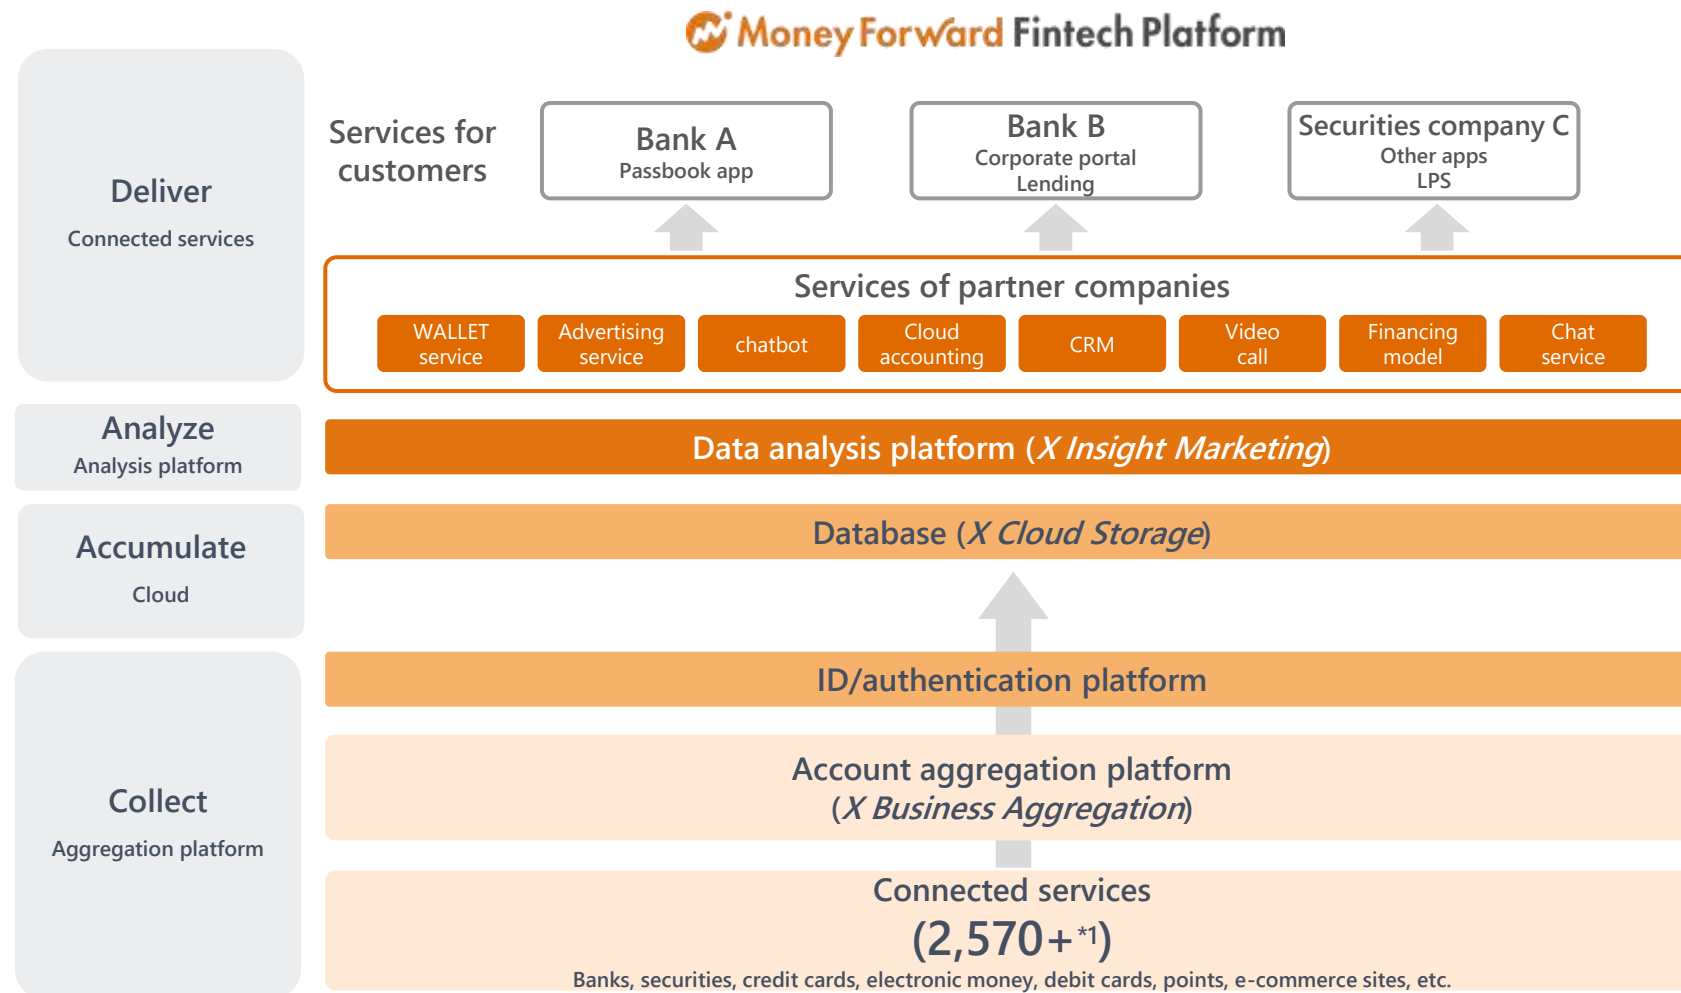 Money Forward Fintech Platform
Deliver
Connected services
Services for
customers
Bank A
Passbook app
Bank B
Corporate portal
Lending
Securities company C
Other apps
LPS
Services of partner companies
WALLET
service
Advertising
service
chatbot
Cloud
accounting
CRM
Video
call
Financing
model
Chat
service
Analyze
Analysis platform
Data analysis platform (X Insight Marketing)
Accumulate
Cloud
Database (X Cloud Storage)
Collect
Aggregation platform
ID/authentication platform
Account aggregation platform
(X Business Aggregation)
Connected services
(2,570+*1)
Banks, securities, credit cards, electronic money, debit cards, points, e-commerce sites, etc.